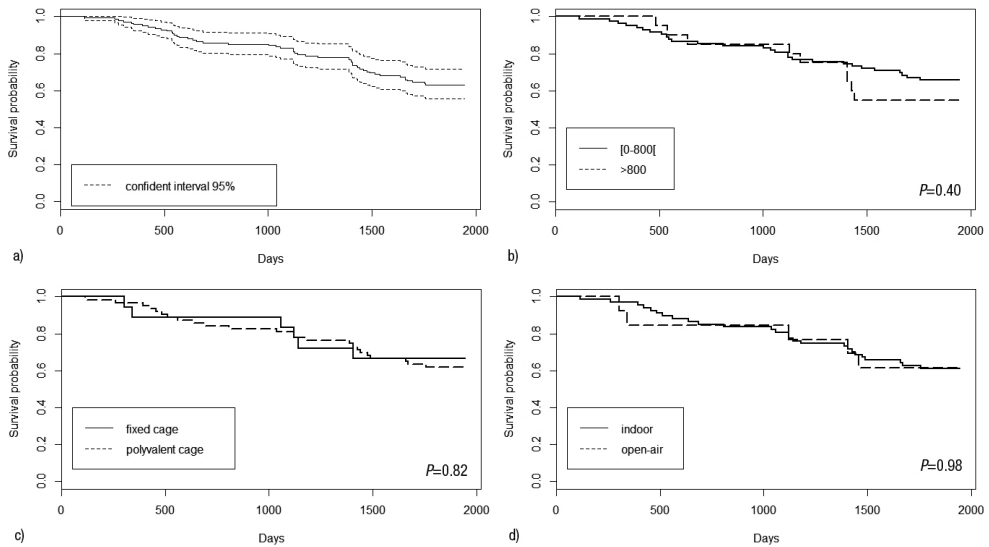 Survival probability
1.0
0.8
0.6
0.4
0.2
0.0
confident interval 95%
0 500 1000 1500 2000
Days
a)
Survival probability
1.0
0.8
0.6
0.4
0.2
0.0
[0-800[
>800
P=0.40
0 500 1000 1500 2000
Days
b)
Survival probability
1.0
0.8
0.6
0.4
0.2
0.0
fixed cage
polyvalent cage
P=0.82
0 500 1000 1500 2000
Days
c)
Survival probability
1.0
0.8
0.6
0.4
0.2
0.0
indoor
open-air
P=0.98
0 500 1000 1500 2000
Days
d)